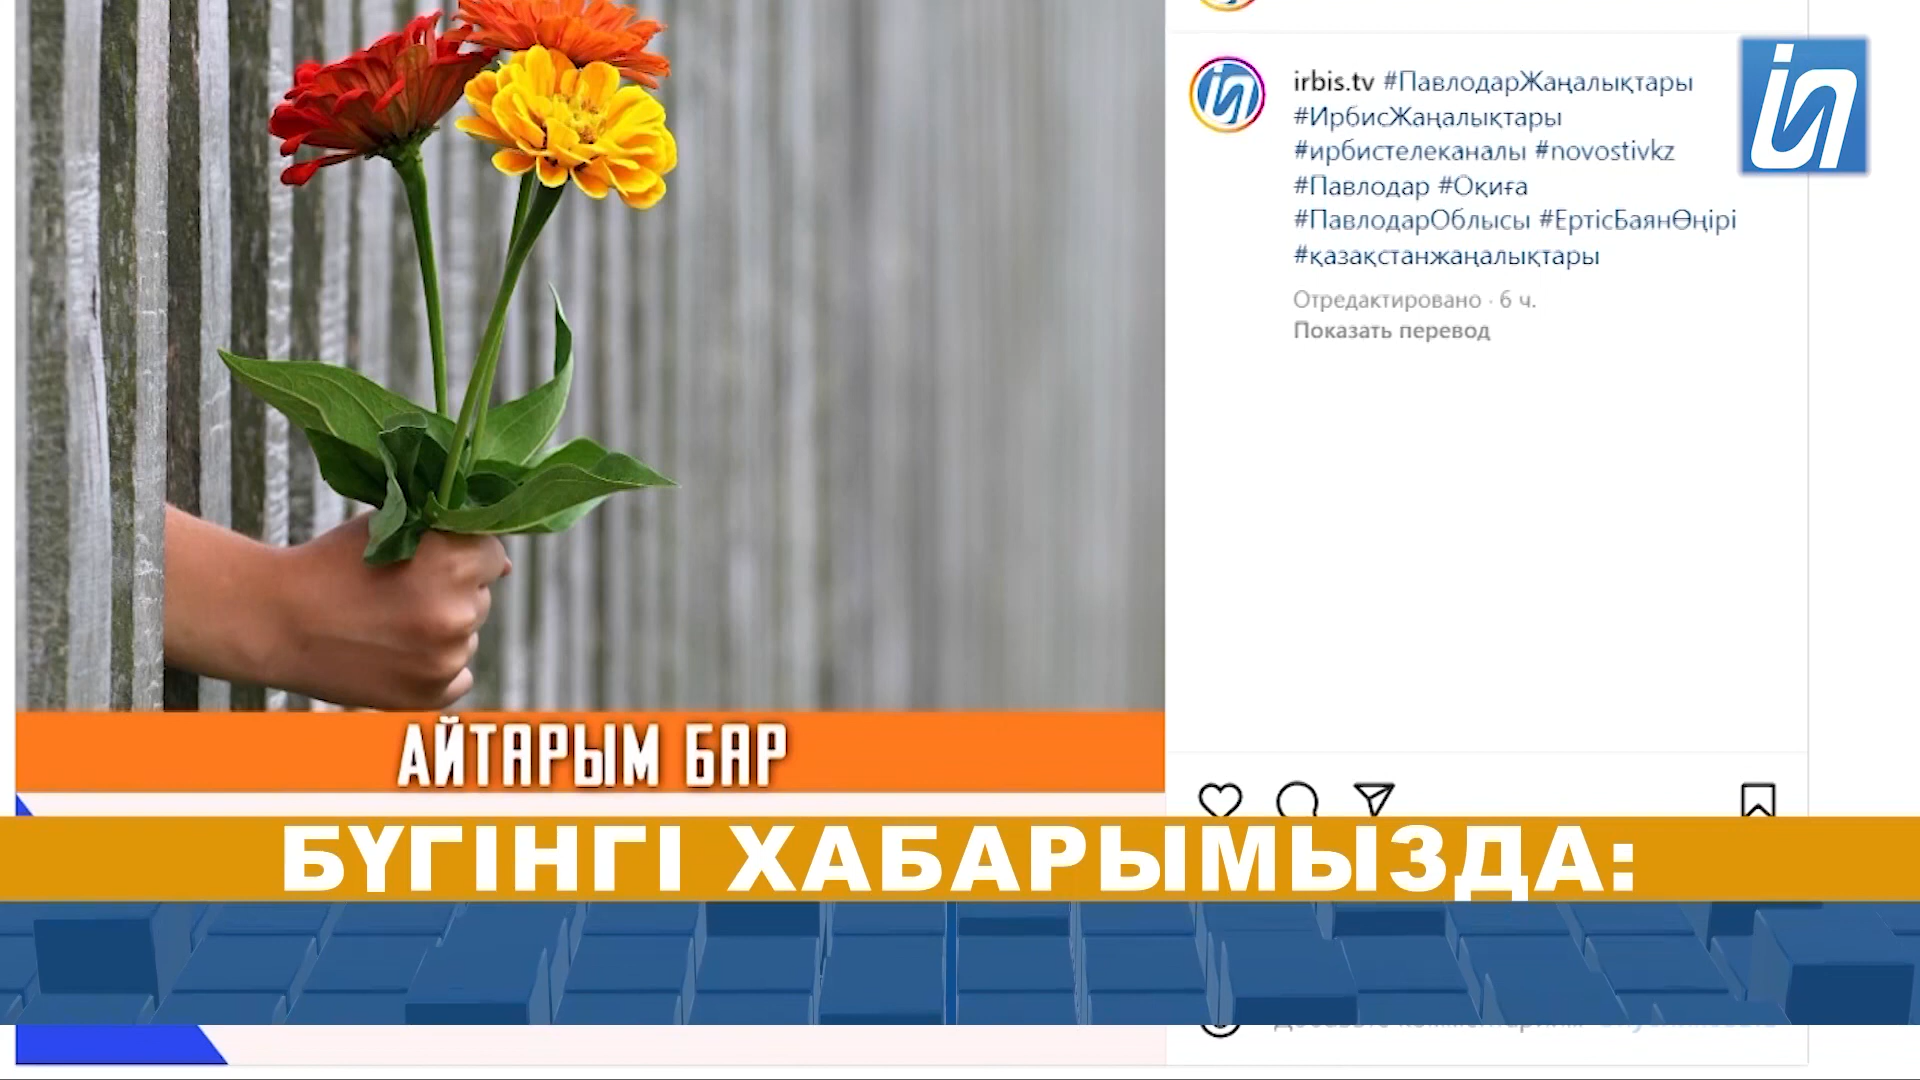 irbis.tv #ПавлодарЖаңалықтары
#ИрбисЖаңалықтары
#ирбистелеканалы #novostivkz
#Павлодар #Оқиға
#ПавлодарОблысы #ЕртісБаянӨңірі
#қазақстанжаңалықтары
Отредактировано · 6 ч.
Показать перевод
АЙТАРЫМ БАР
БҮГІНГІ ХАБАРЫМЫЗДА: